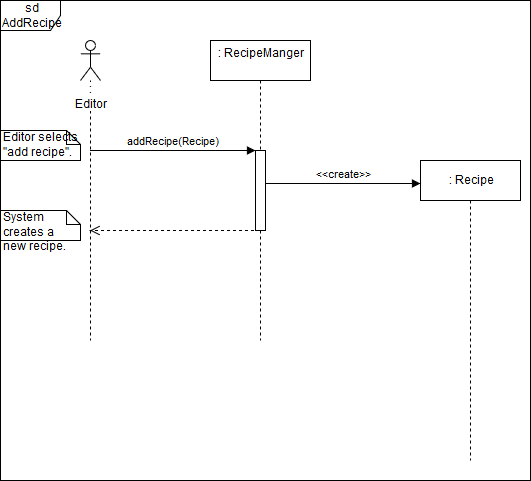 sd
AddRecipe
: RecipeManger
:
Editor
Editor selects
"add recipe".
addRecipe(Recipe)
<<create>>
: Recipe
System
creates a
new recipe.